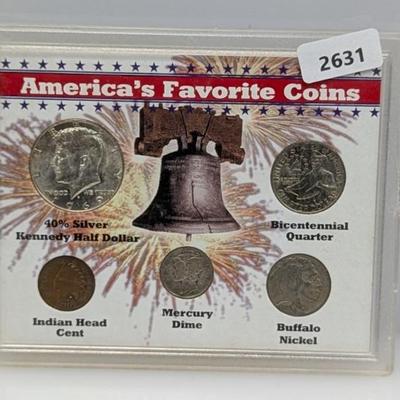 2631
America's Favorite Coins
40% Silver
Kennedy Half Dollar
Bicentennial
Quarter
Indian Head
Cent
Mercury
Dime
Buffalo
Nickel